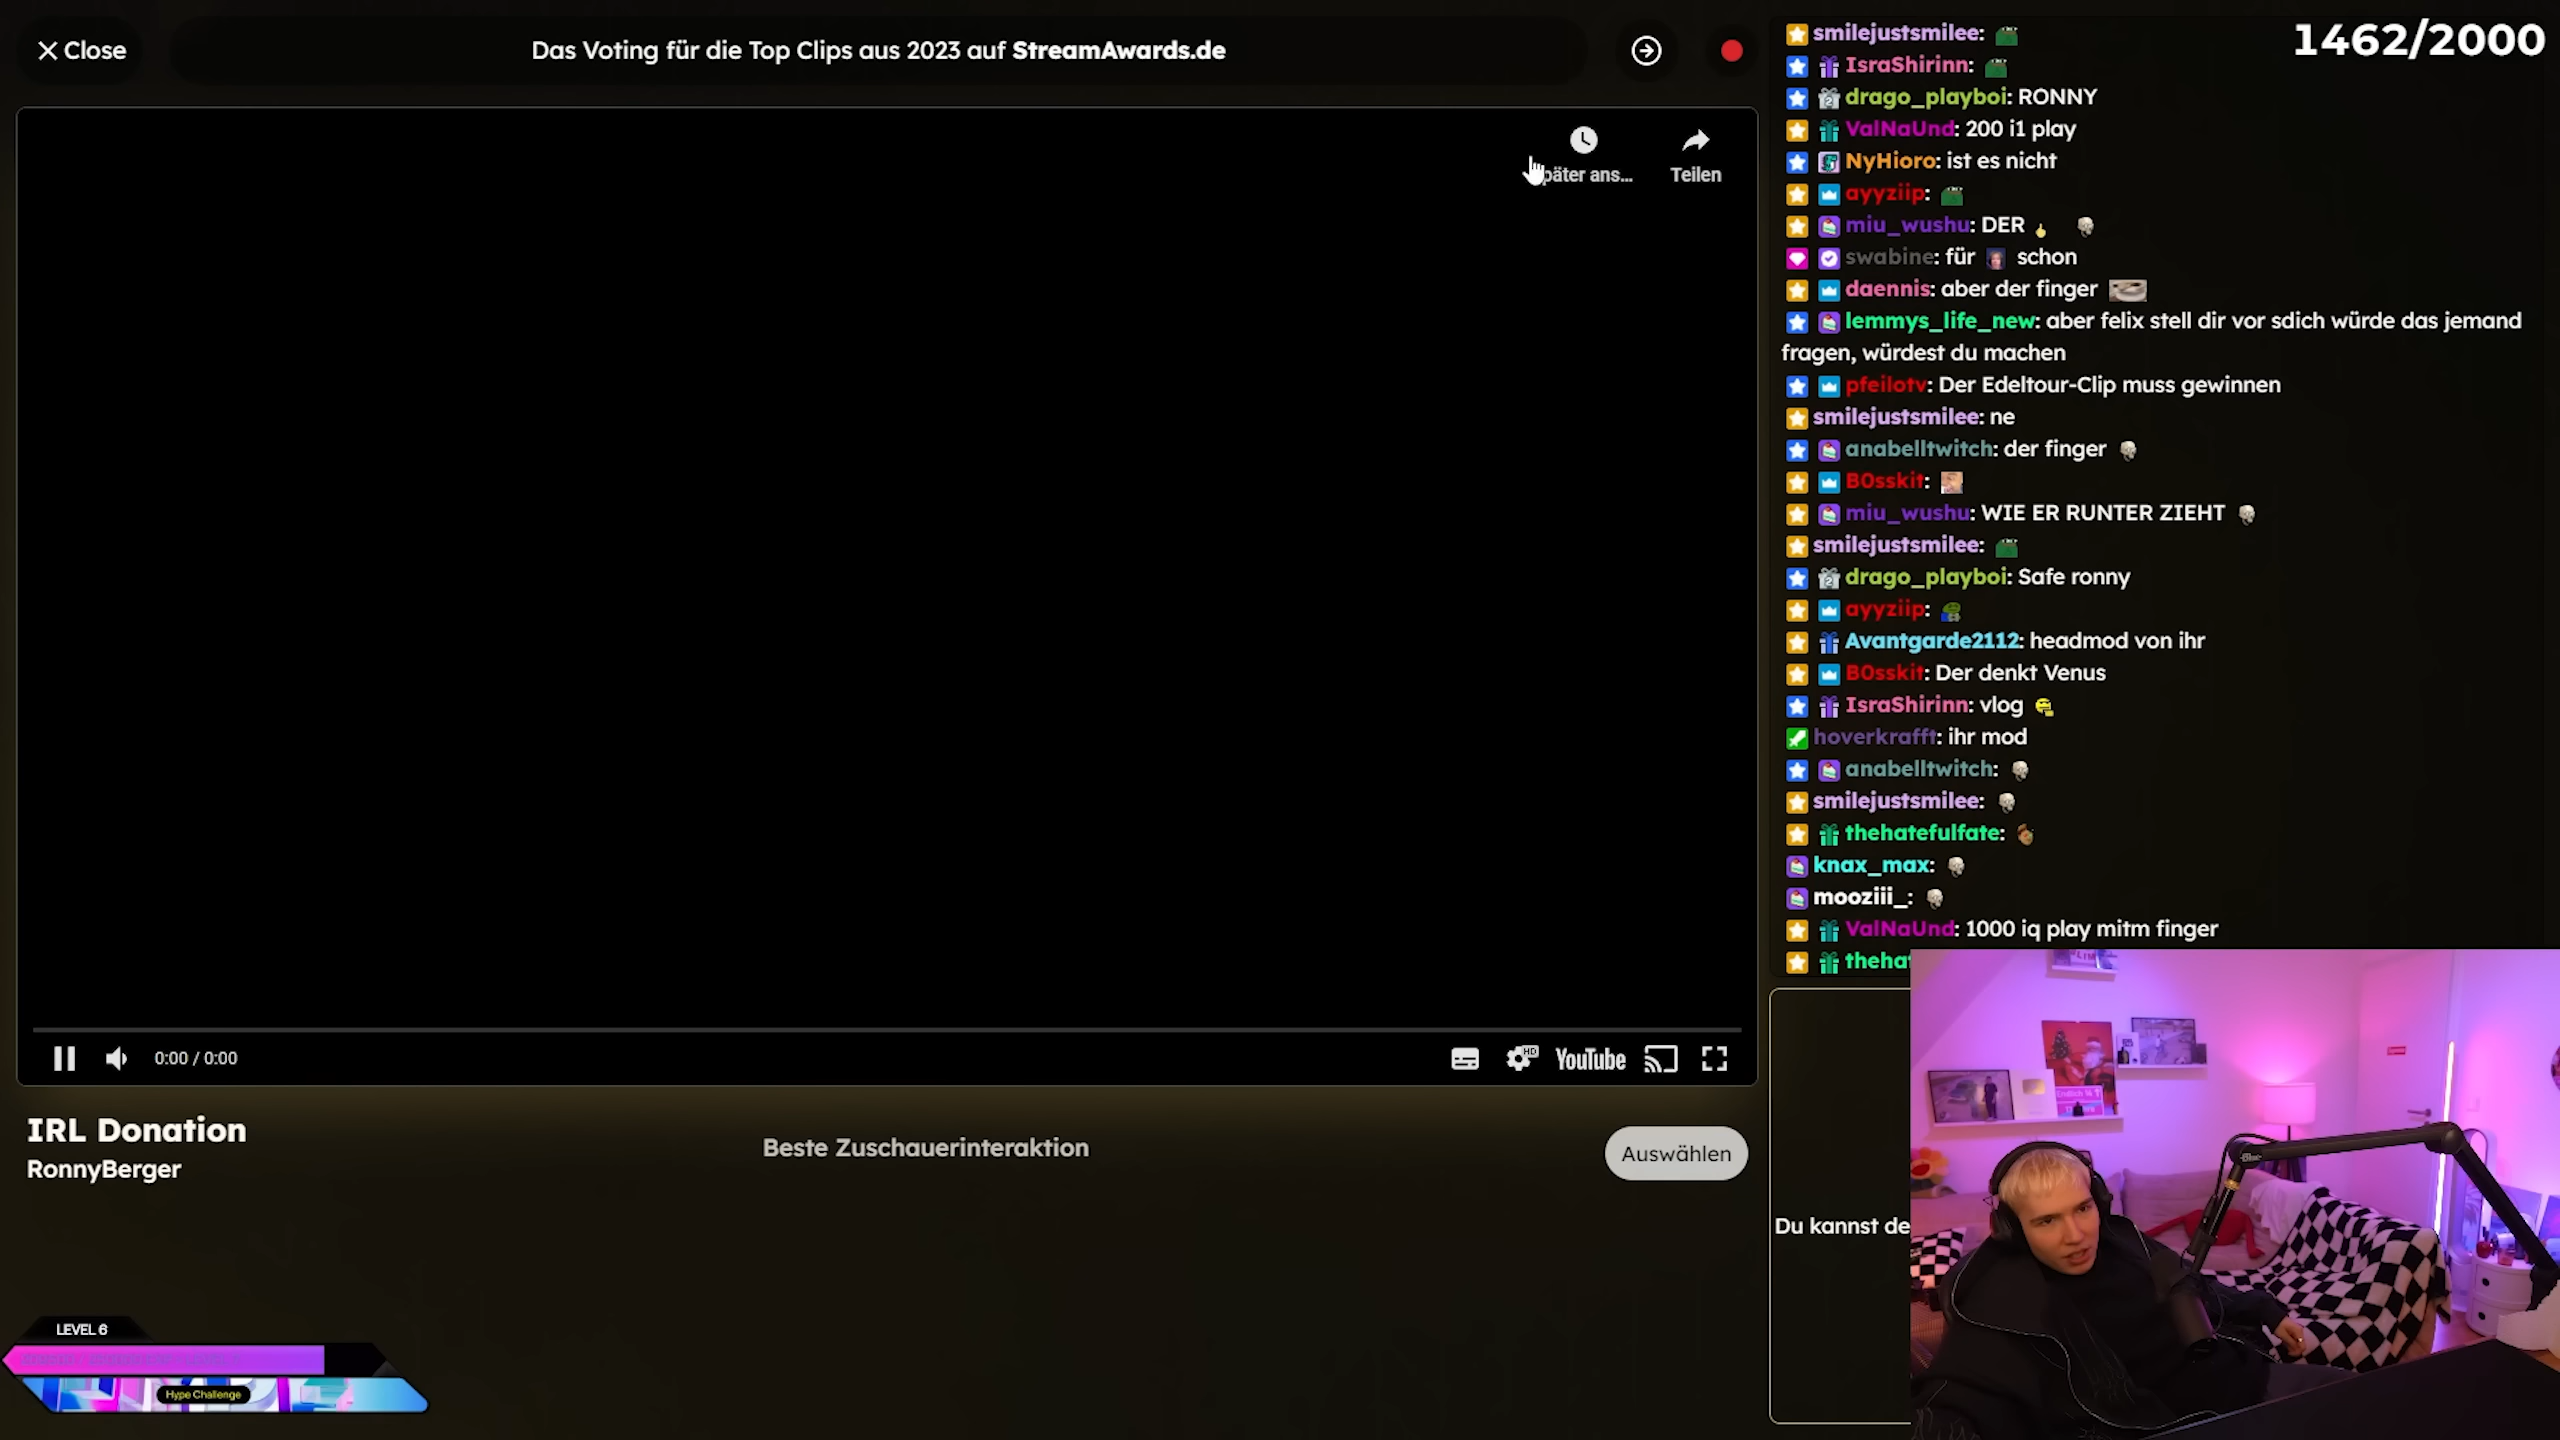 Close
Das Voting für die Top Clips aus 2023 auf StreamAwards.de
1462/2000
päter ans...
Teilen
smilejustsmilee:
IsraShirinn:
drago_playboi: RONNY
ValNaUnd: 200 i1 play
NyHioro: ist es nicht
ayyziip:
miu_wushu: DER
swabine: für schon
daennis: aber der finger
lemmys_life_new: aber felix stell dir vor sdich würde das jemand
fragen, würdest du machen
pfeilotv: Der Edeltour-Clip muss gewinnen
smilejustsmilee: ne
anabelltwitch: der finger
B0sskit:
miu_wushu: WIE ER RUNTER ZIEHT
smilejustsmilee:
drago_playboi: Safe ronny
ayyziip:
Avantgarde2112: headmod von ihr
B0sskit: Der denkt Venus
IsraShirinn: vlog
hoverkrafft: ihr mod
anabelltwitch:
smilejustsmilee:
thehatefulfate:
knax_max:
mooziii_:
ValNaUnd: 1000 iq play mitm finger
theha
0:00 / 0:00
HD
YouTube
IRL Donation
RonnyBerger
Beste Zuschauerinteraktion
Auswählen
Du kannst de
LEVEL 6
Hype Challenge
Endlich
Blue